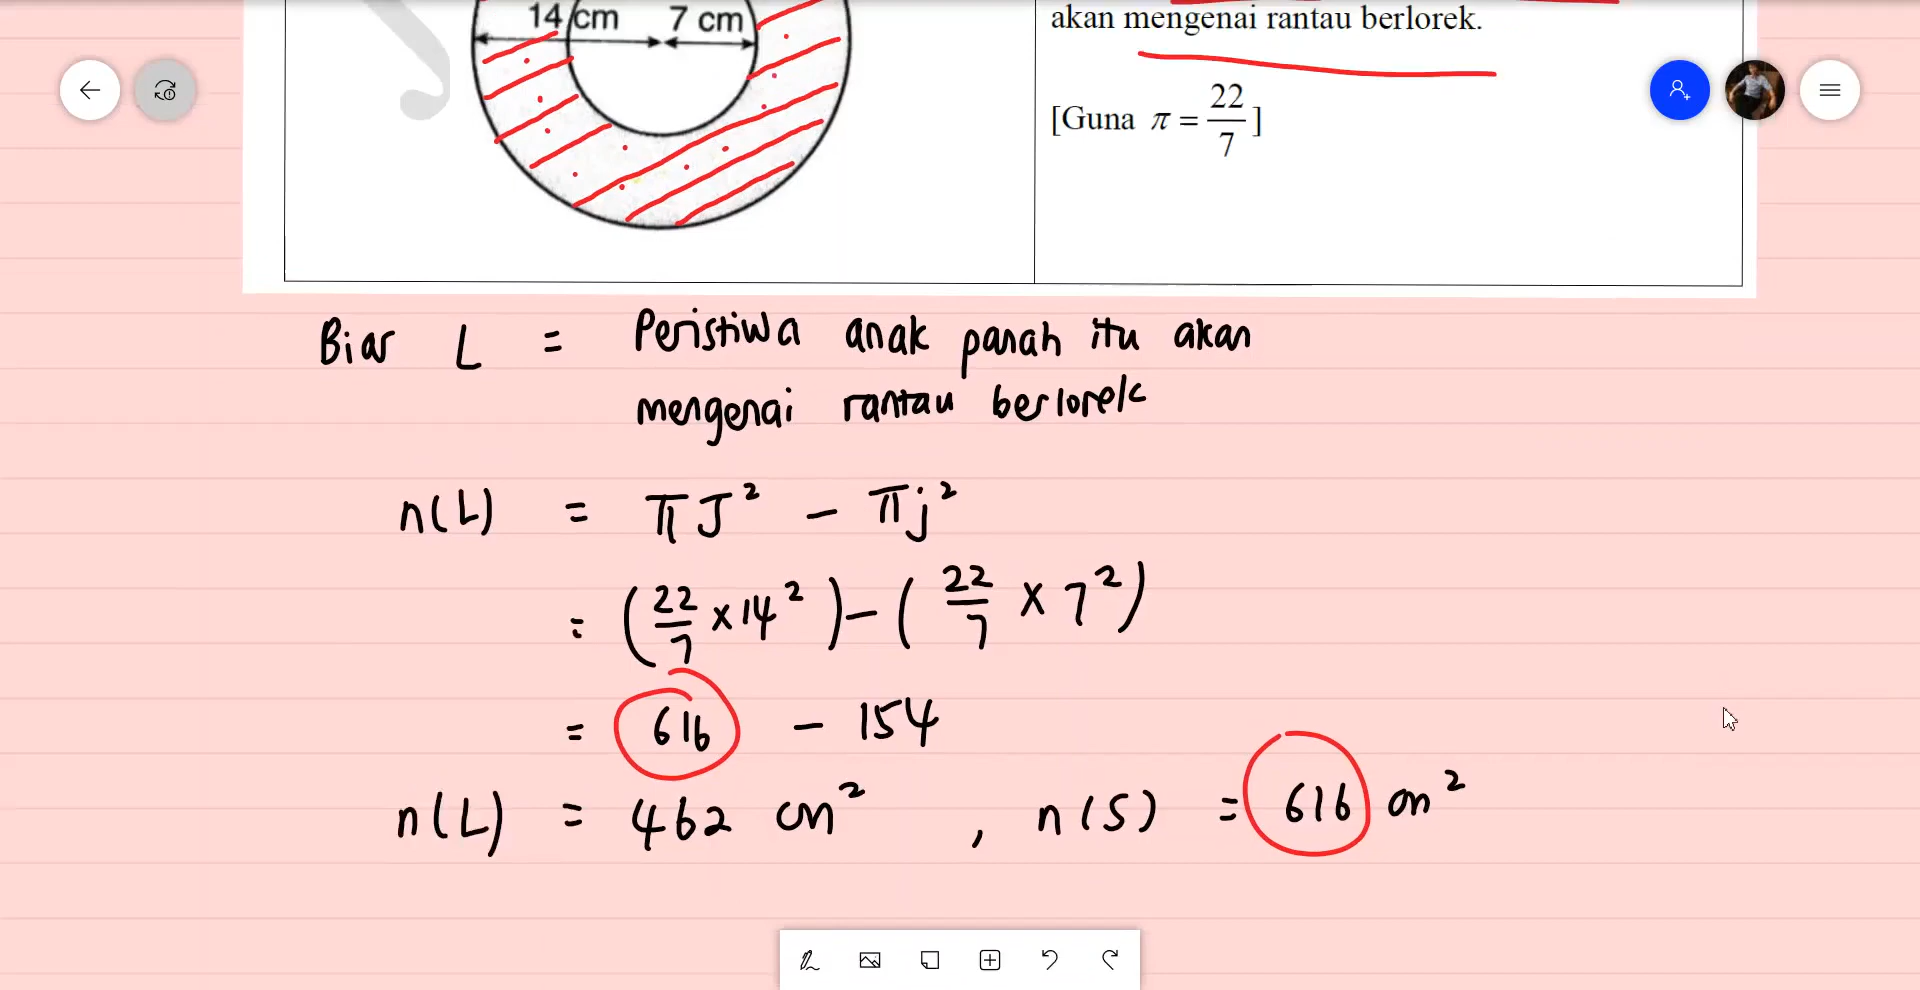 14 cm 7 cm
akan mengenai rantau berlorek.
[Guna π = 22/7]
Biar L = Peristiwa anak panah itu akan
mengenai rantau berlorek
n(L) = πJ² − πj²
= (22/7 × 14²) − (22/7 × 7²)
= 616 − 154
n(L) = 462 cm² , n(S) = 616 cm²